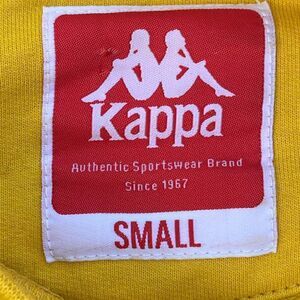 Kappa
Authentic Sportswear Brand
Since 1967
SMALL